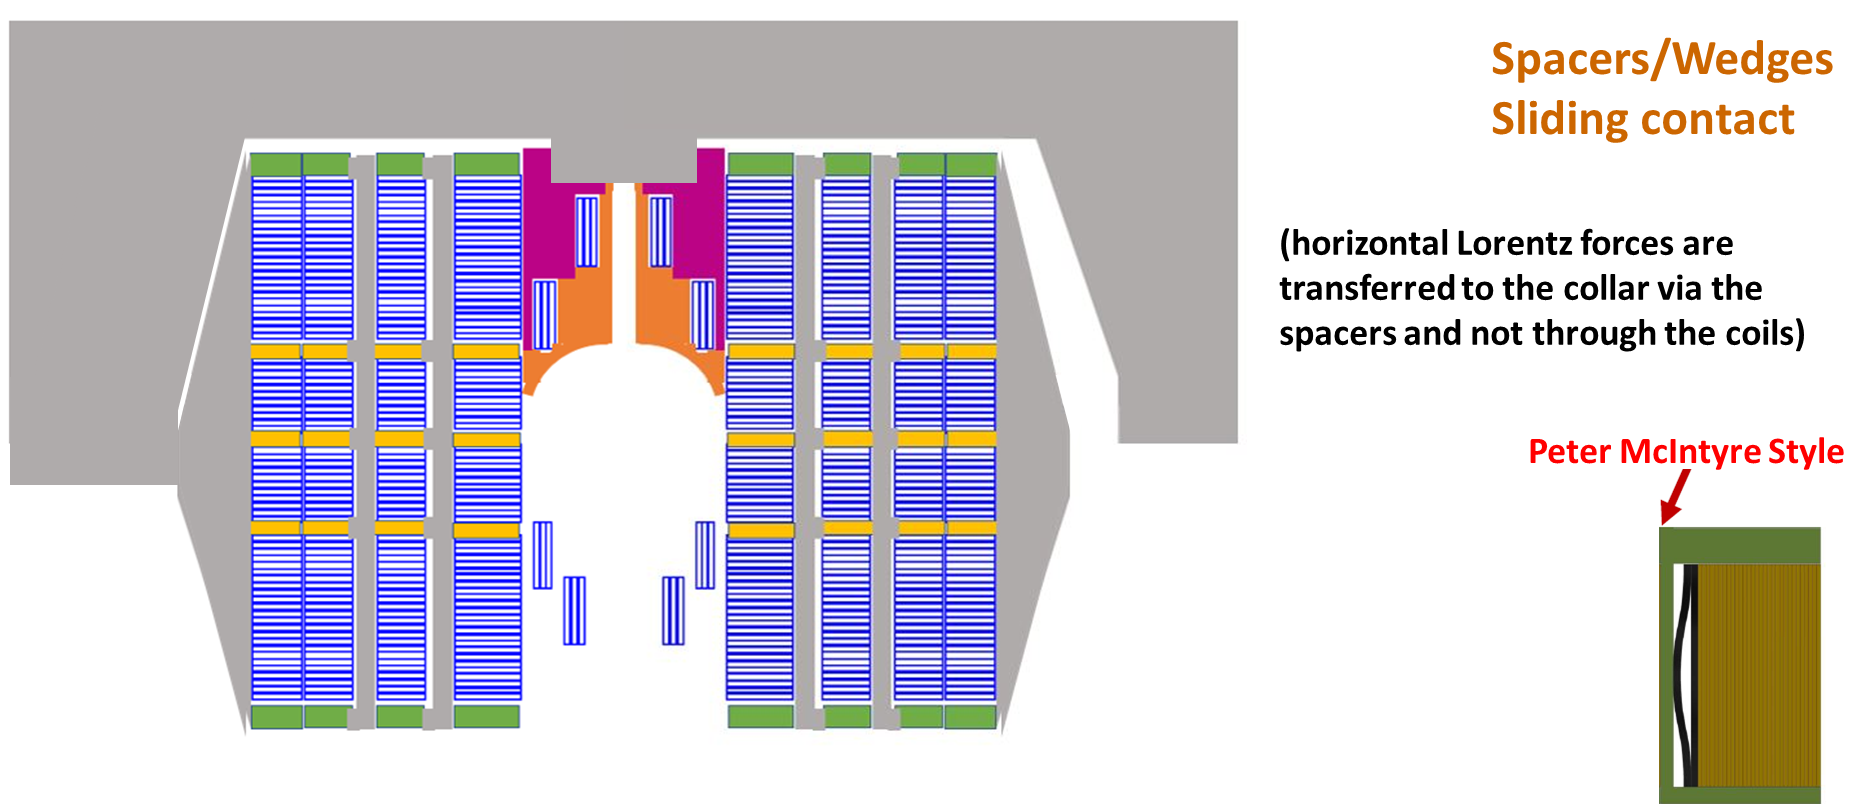 Spacers/Wedges
Sliding contact
(horizontal Lorentz forces are
transferred to the collar via the
spacers and not through the coils)
Peter McIntyre Style